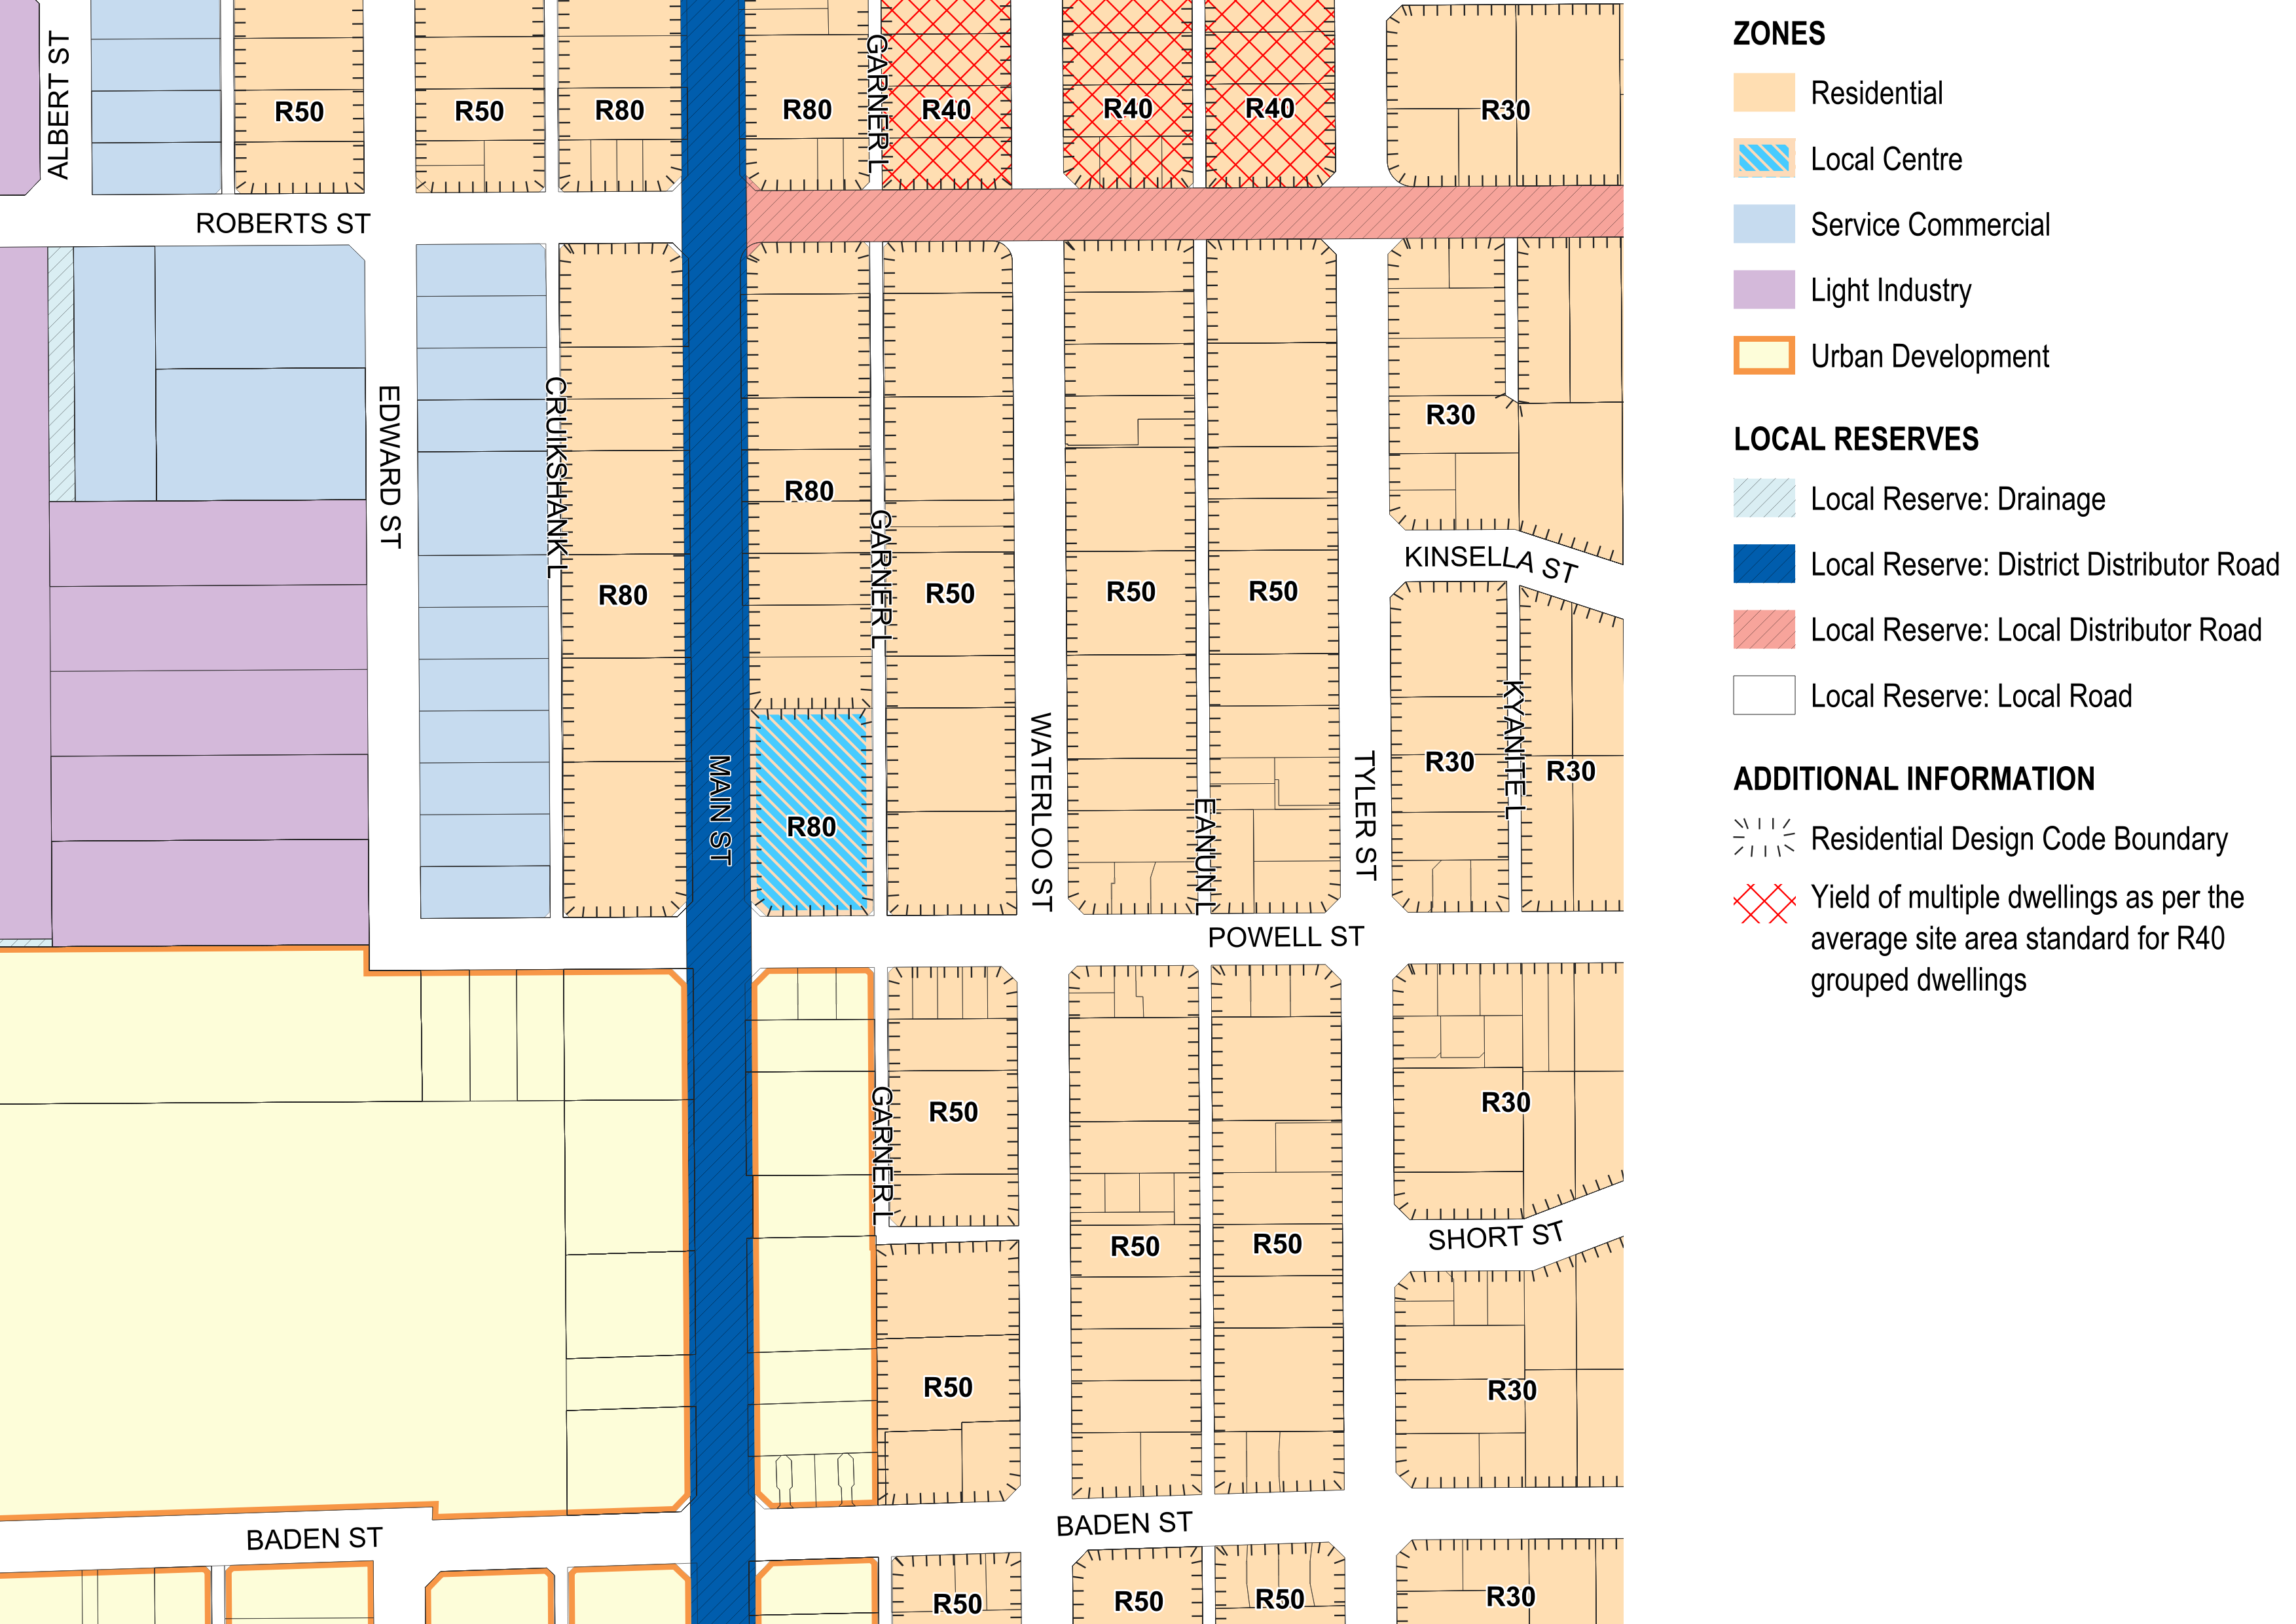 ALBERT ST
R50
R50
R80
R80
GARNER L
R40
R40
R40
R30
ROBERTS ST
EDWARD ST
CRUIKSHANK L
R80
R80
GARNER L
R50
R50
R50
R30
KINSELLA ST
MAIN ST
R80
WATERLOO ST
EANUN L
TYLER ST
R30
KYANITE L
R30
POWELL ST
GARNER L
R50
R50
R50
R30
SHORT ST
R50
R30
BADEN ST
BADEN ST
R50
R50
R50
R30
ZONES
Residential
Local Centre
Service Commercial
Light Industry
Urban Development
LOCAL RESERVES
Local Reserve: Drainage
Local Reserve: District Distributor Road
Local Reserve: Local Distributor Road
Local Reserve: Local Road
ADDITIONAL INFORMATION
Residential Design Code Boundary
Yield of multiple dwellings as per the
average site area standard for R40
grouped dwellings